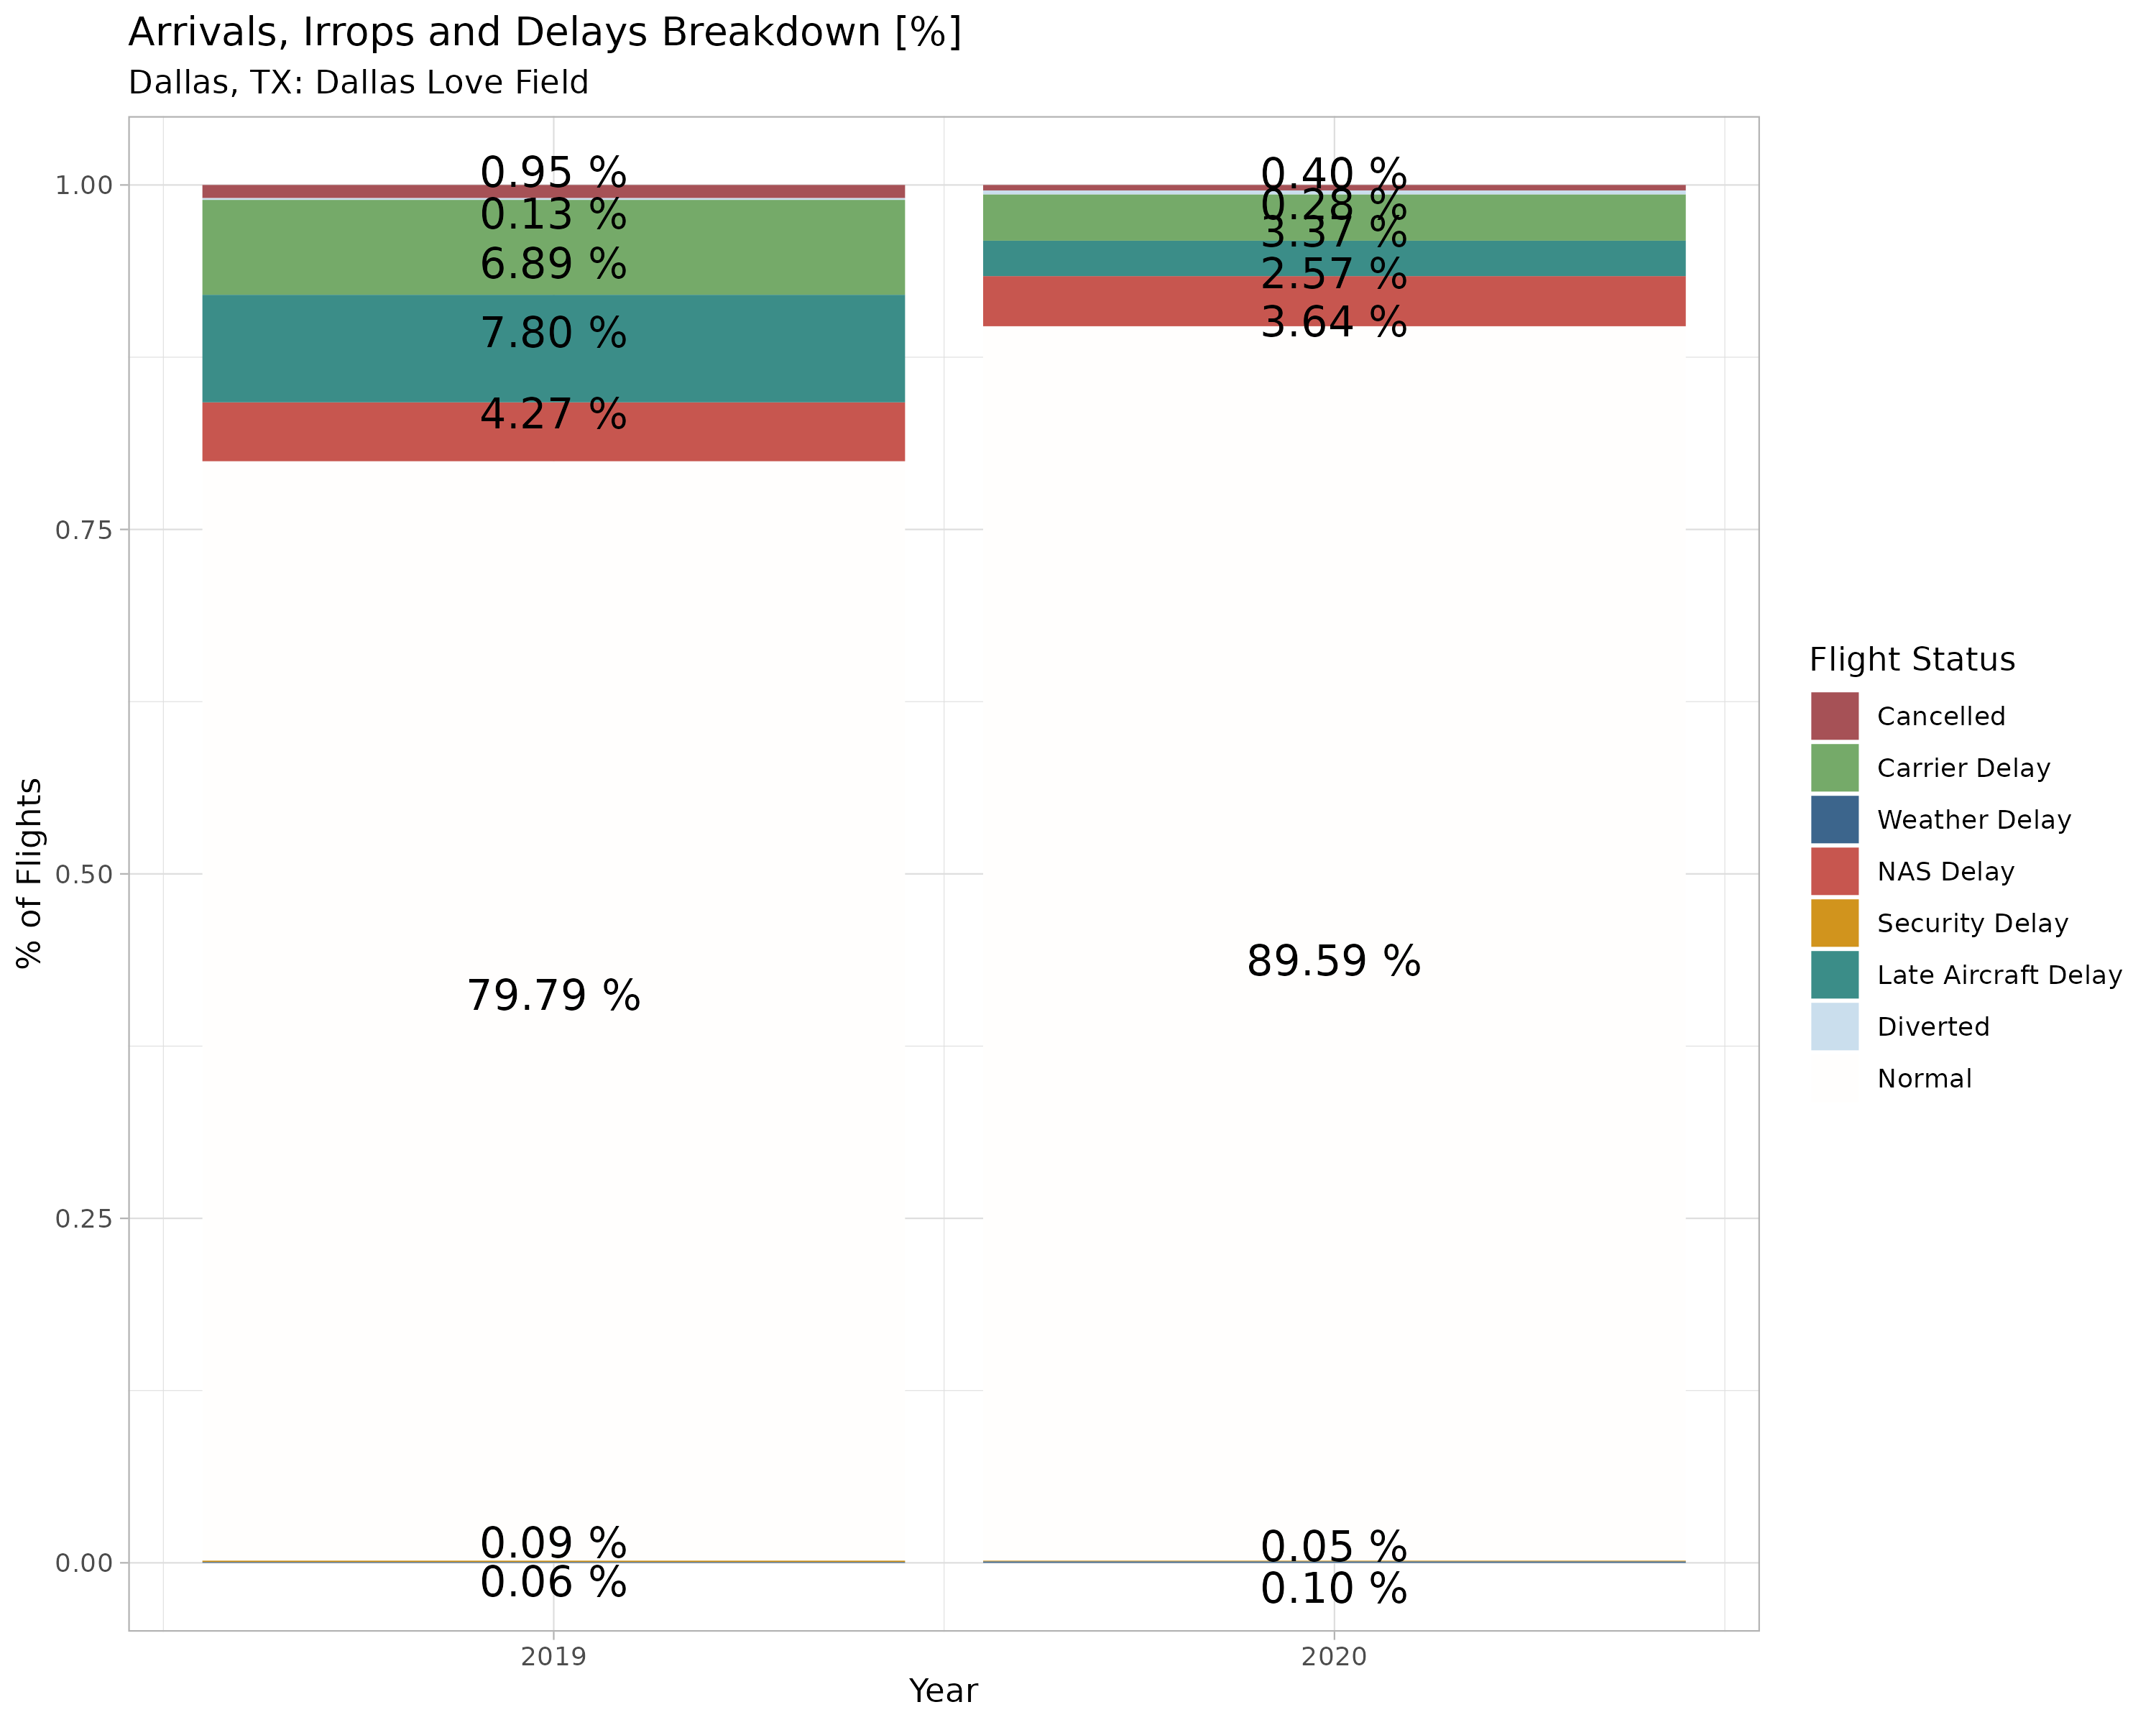 Arrivals, Irrops and Delays Breakdown [%]
Dallas, TX: Dallas Love Field
% of Flights
1.00
0.75
0.50
0.25
0.00
0.95 %
0.13 %
6.89 %
7.80 %
4.27 %
79.79 %
0.09 %
0.06 %
0.40 %
0.28 %
3.37 %
2.57 %
3.64 %
89.59 %
0.05 %
0.10 %
2019
2020
Year
Flight Status
Cancelled
Carrier Delay
Weather Delay
NAS Delay
Security Delay
Late Aircraft Delay
Diverted
Normal